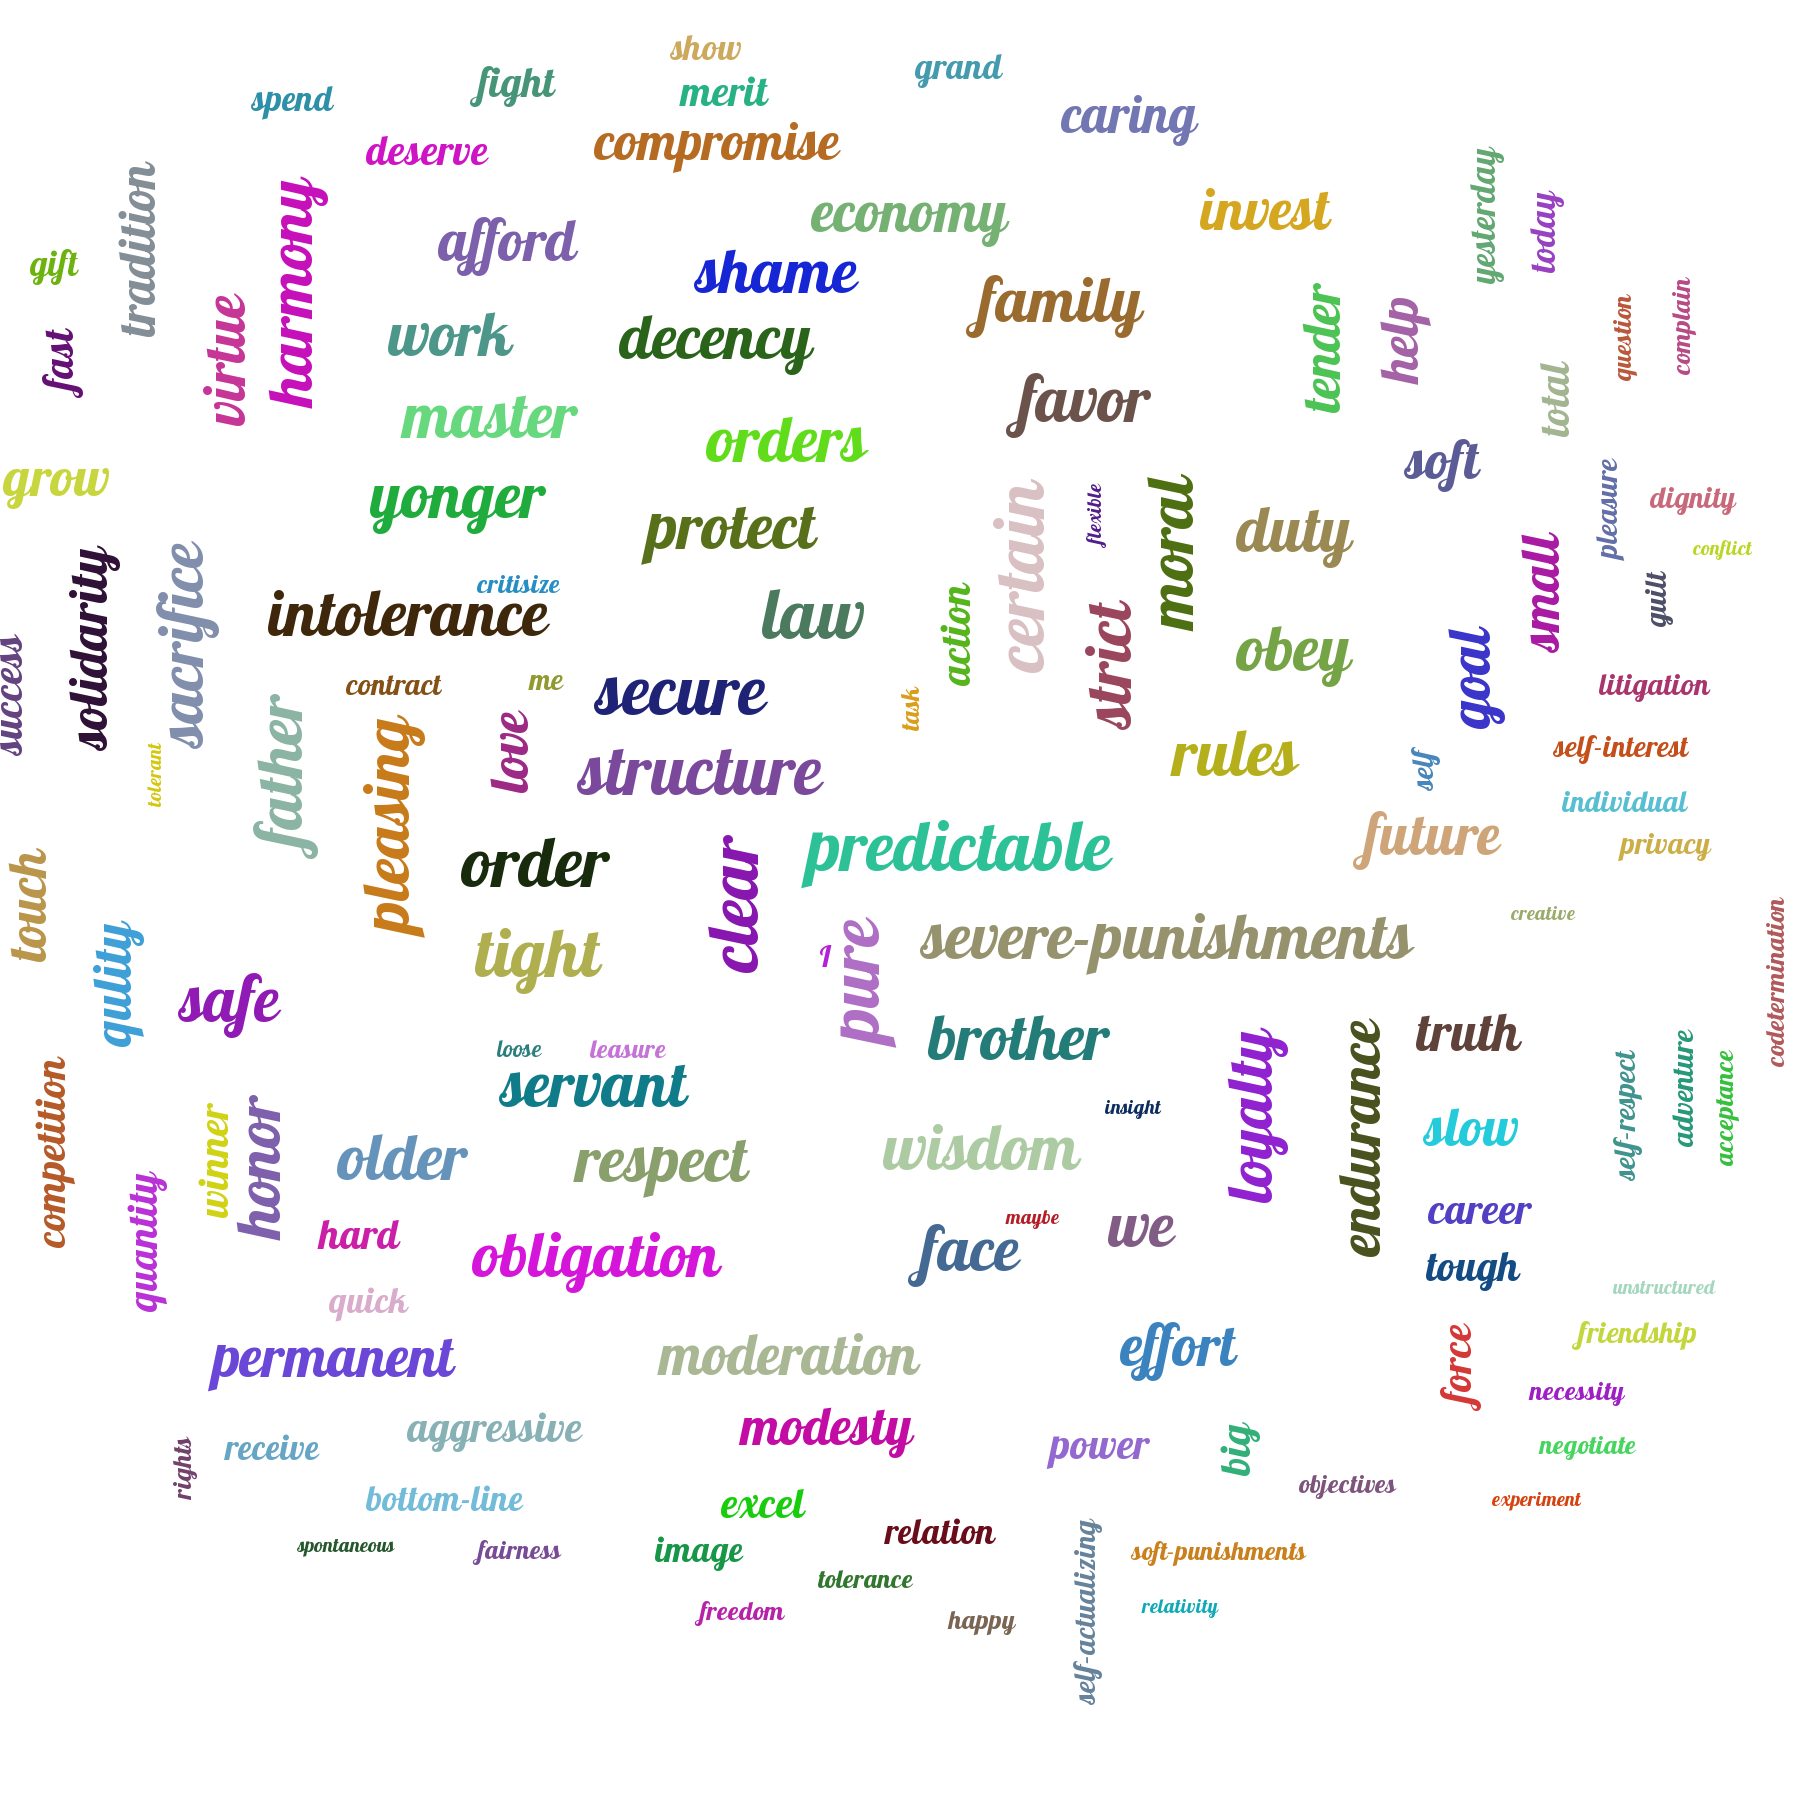 show
grand
fight
merit
spend
caring
compromise
deserve
tradition
harmony
yesterday
today
invest
economy
afford
gift
shame
family
tender
help
question
complain
virtue
fast
work
decency
favor
total
master
orders
soft
grow
yonger
protect
certain
flexible
moral
duty
pleasure
dignity
conflict
small
guilt
solidarity
sacrifice
critisize
intolerance
law
action
strict
obey
goal
success
contract
me
secure
task
litigation
father
pleasing
love
structure
rules
self
self-interest
tolerant
individual
future
privacy
predictable
order
clear
touch
creative
codetermination
severe-punishments
pure
I
tight
qulity
safe
brother
truth
loyalty
endurance
loose
leasure
servant
self-respect
adventure
acceptance
competition
winner
honor
insight
slow
older
respect
wisdom
quantity
hard
obligation
maybe
we
face
career
tough
quick
unstructured
permanent
moderation
effort
force
friendship
necessity
aggressive
modesty
receive
rights
power
big
negotiate
bottom-line
excel
objectives
experiment
relation
spontaneous
fairness
image
self-actualizing
soft-punishments
tolerance
freedom
happy
relativity